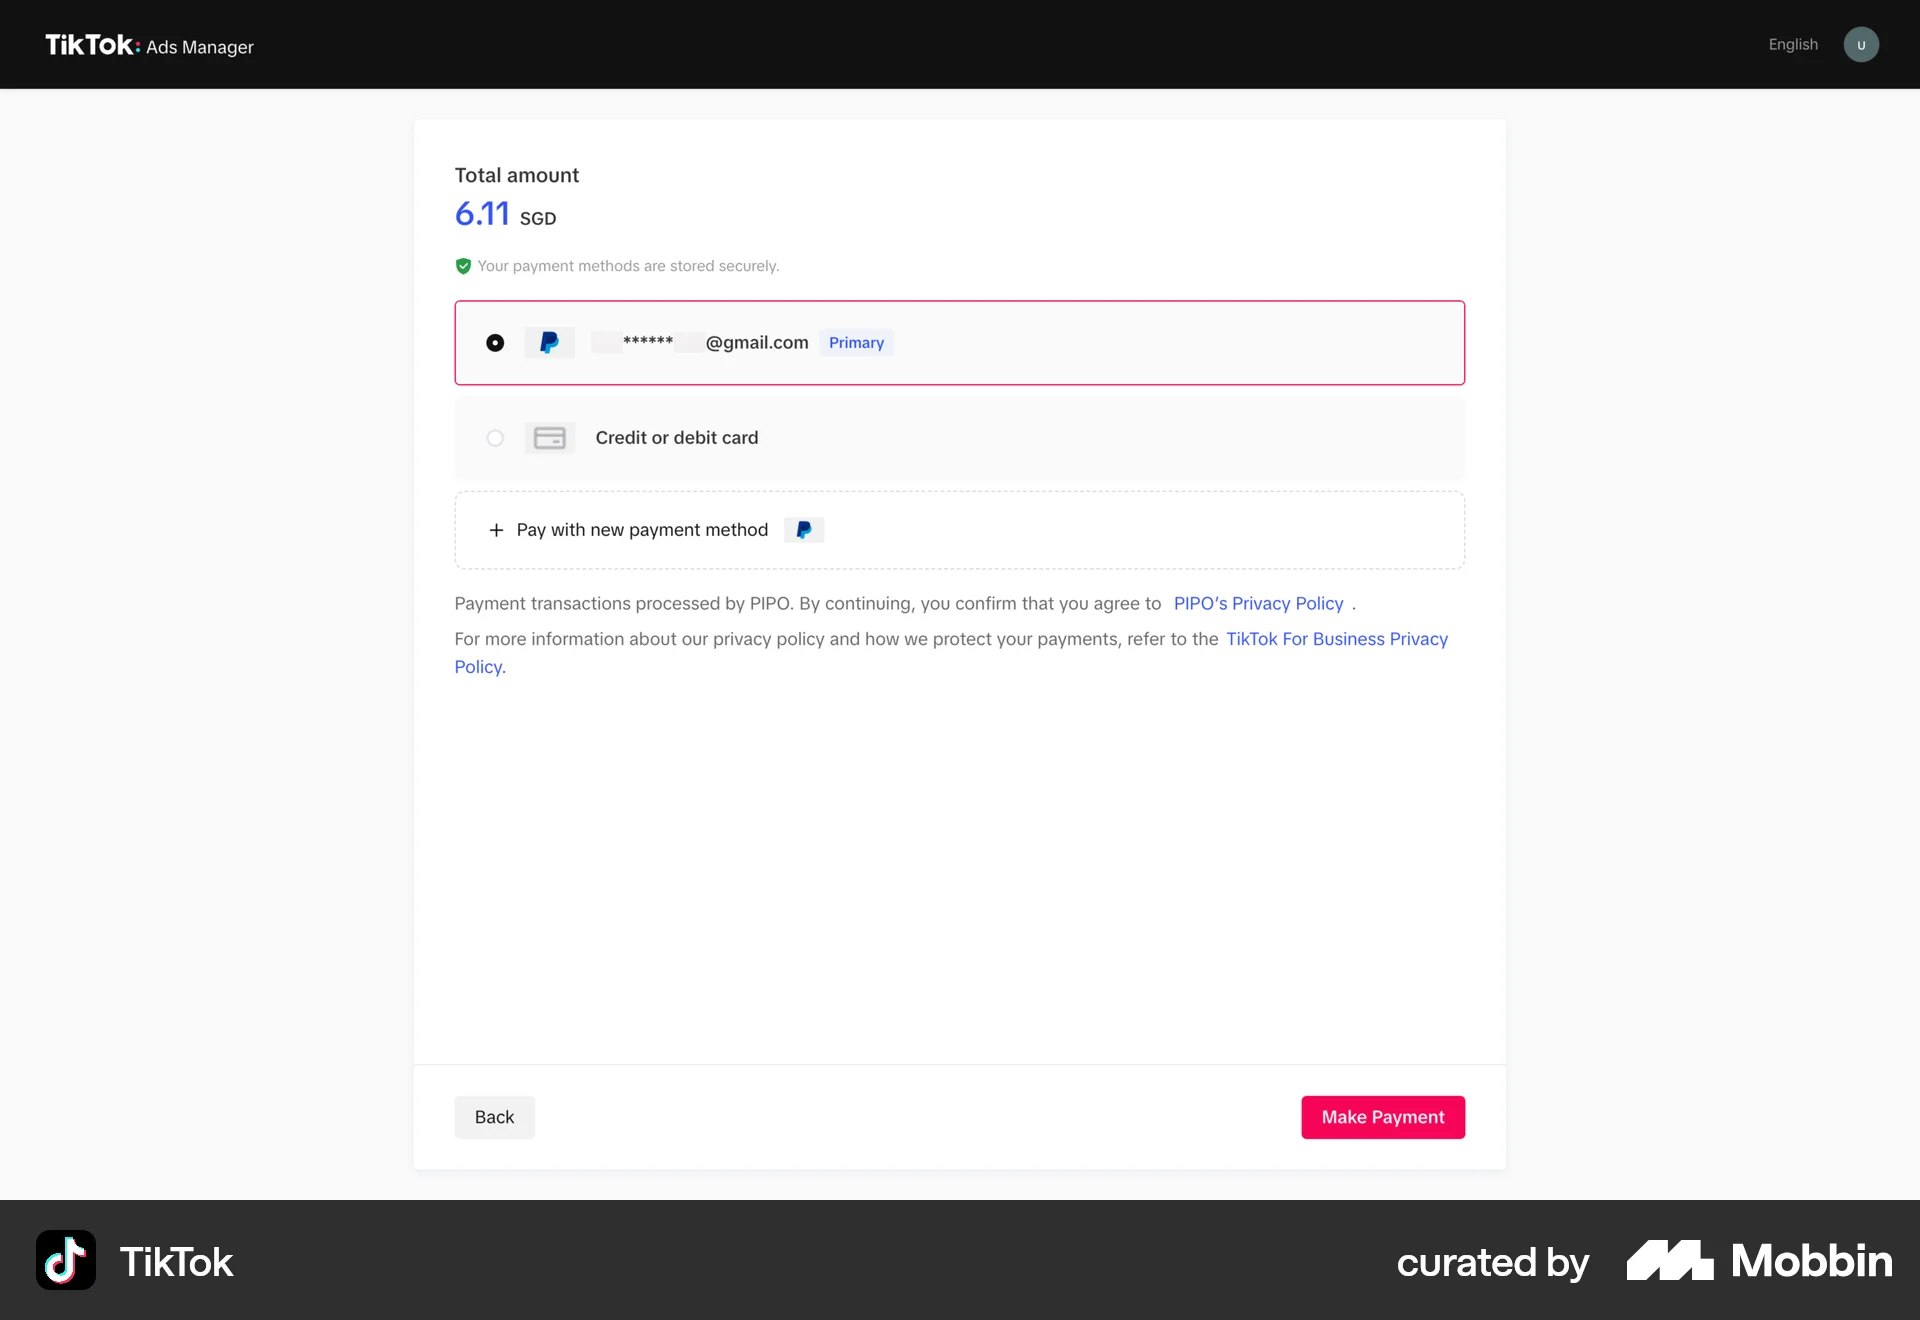 TikTok: Ads Manager
English
U
Total amount
6.11 SGD
Your payment methods are stored securely.
******@gmail.com Primary
Credit or debit card
+ Pay with new payment method
Payment transactions processed by PIPO. By continuing, you confirm that you agree to PIPO’s Privacy Policy .
For more information about our privacy policy and how we protect your payments, refer to the TikTok For Business Privacy
Policy.
Back
Make Payment
TikTok
curated by Mobbin